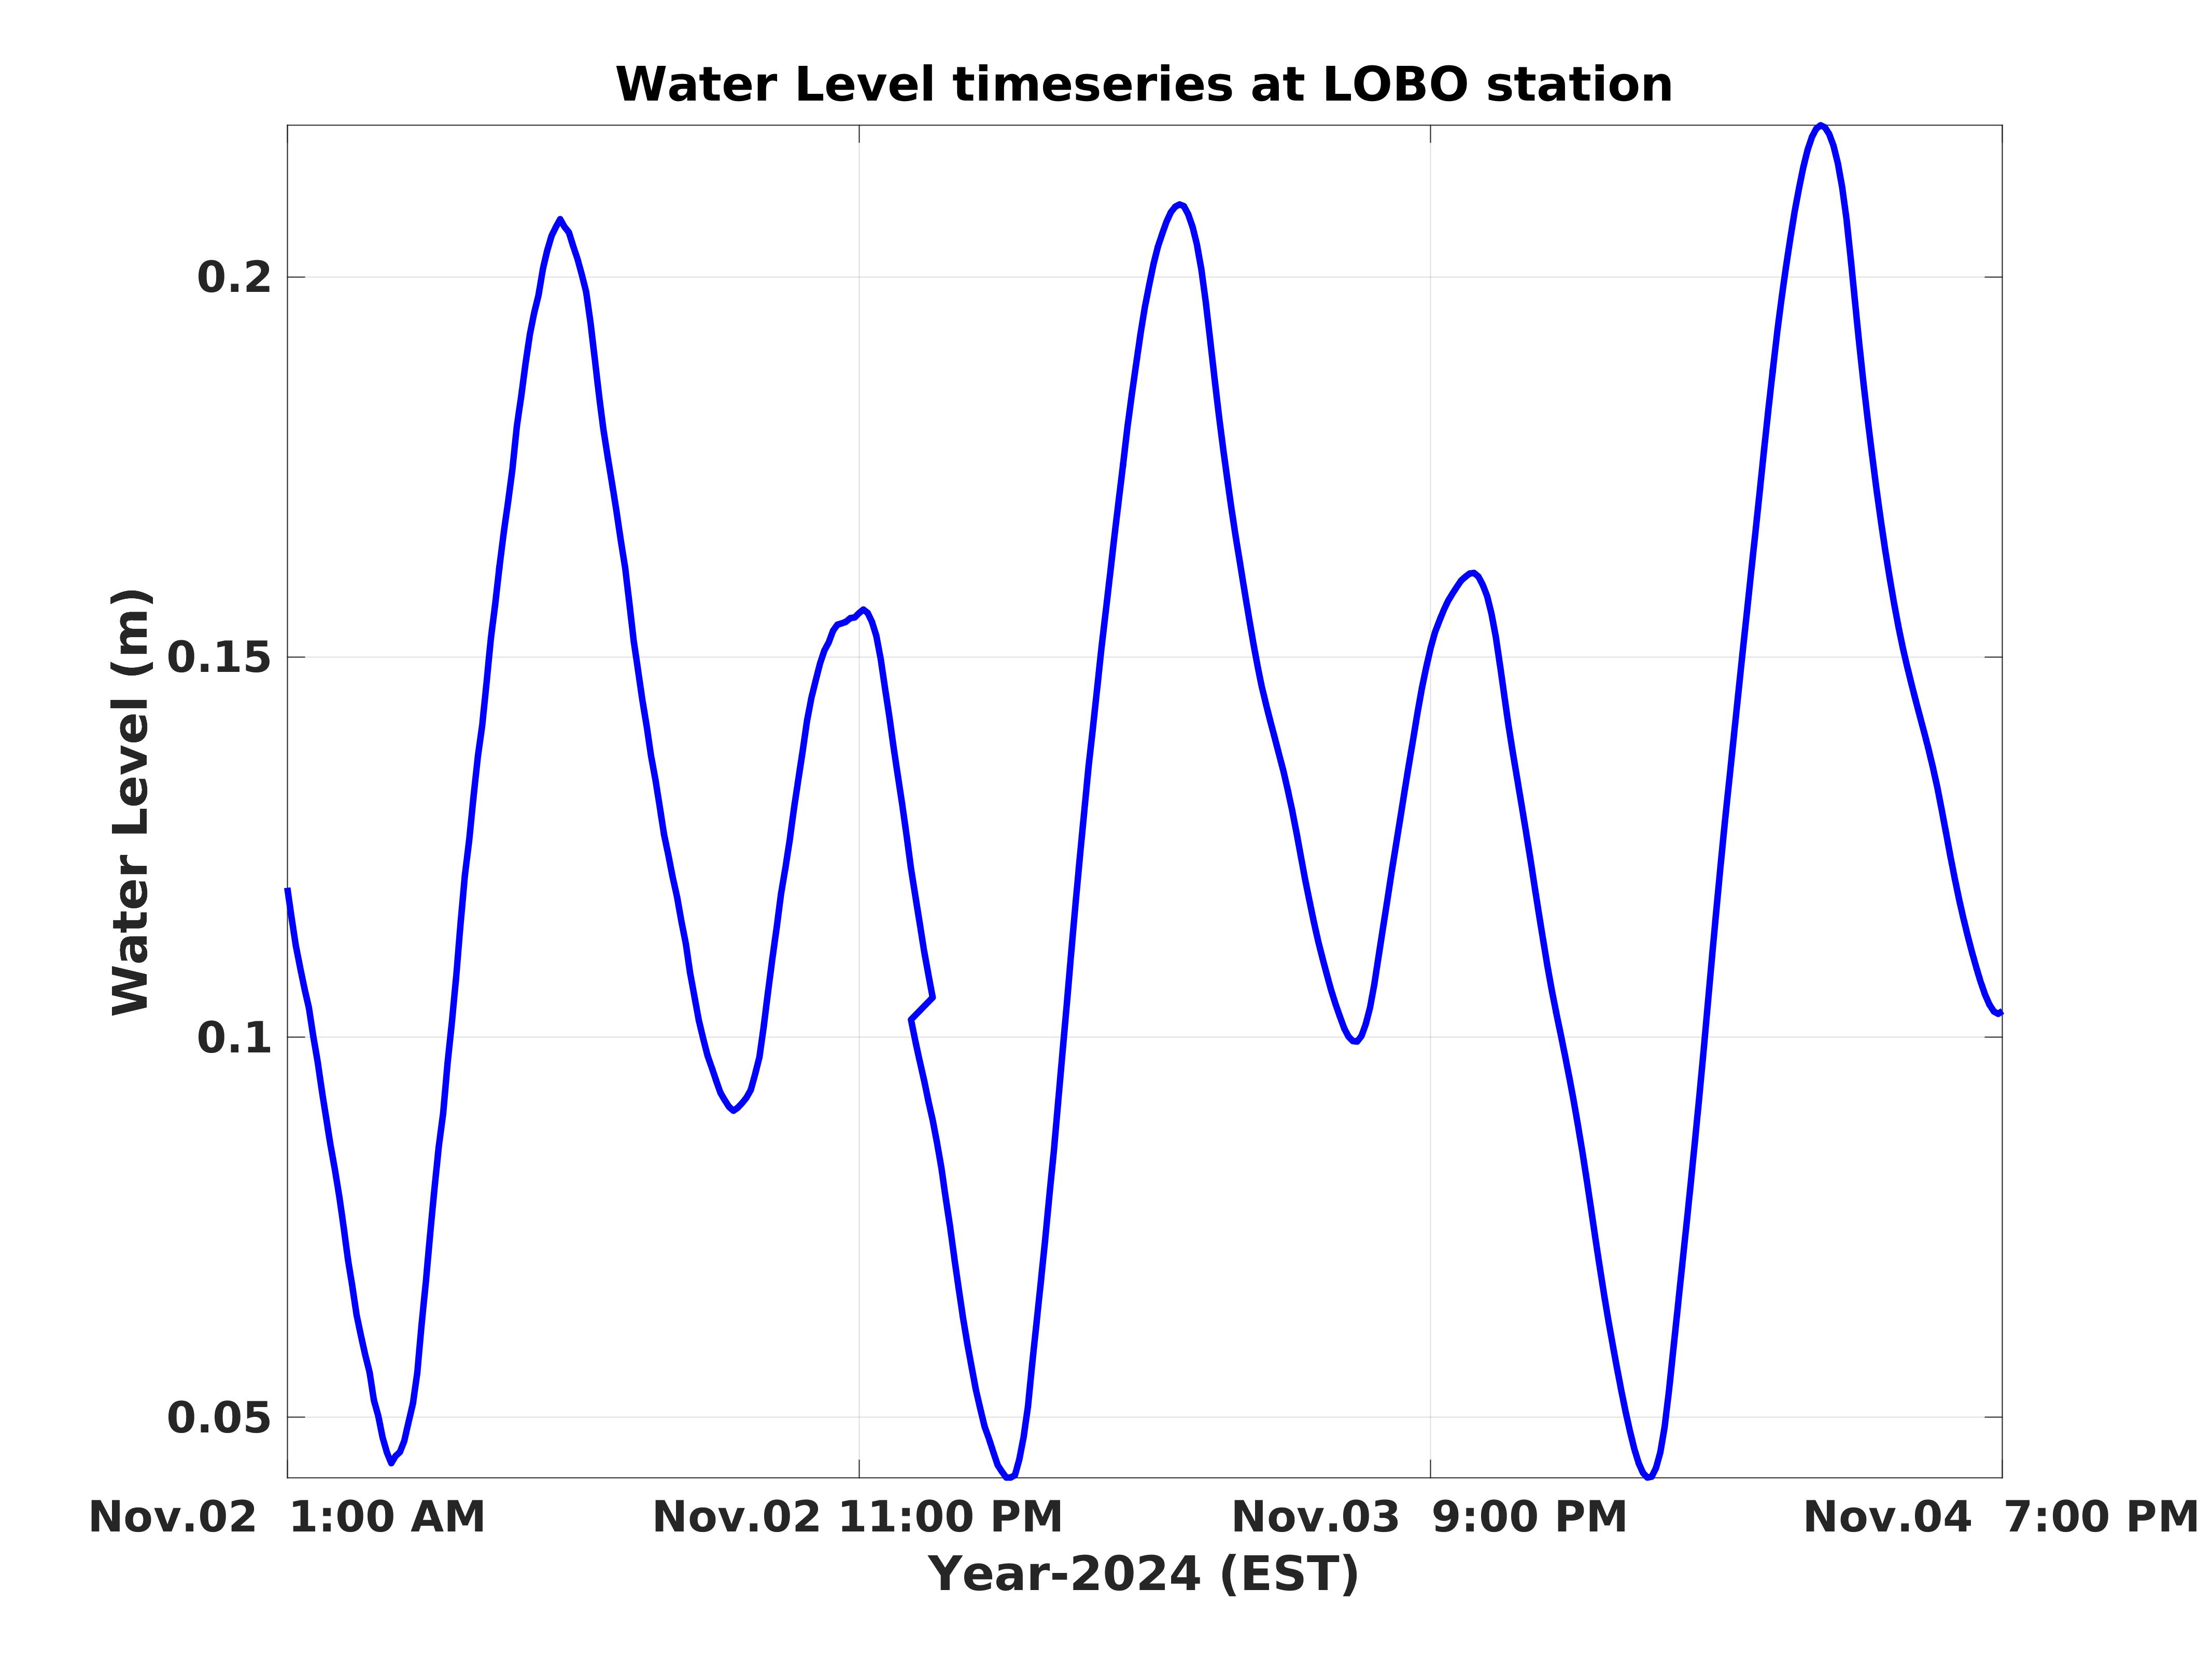 Water Level timeseries at LOBO station
Water Level (m)
0.2
0.15
0.1
0.05
Nov.02  1:00 AM
Nov.02 11:00 PM
Nov.03  9:00 PM
Nov.04  7:00 PM
Year-2024 (EST)